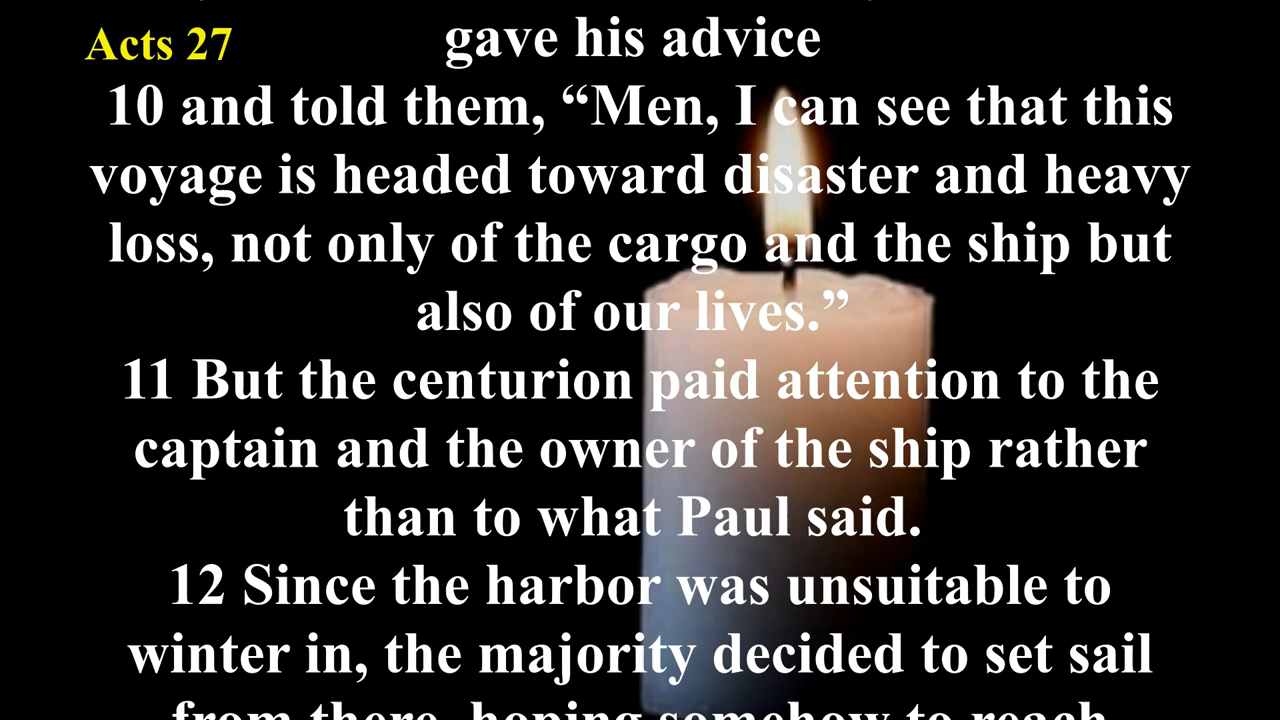 Acts 27
gave his advice
10 and told them, “Men, I can see that this
voyage is headed toward disaster and heavy
loss, not only of the cargo and the ship but
also of our lives.”
11 But the centurion paid attention to the
captain and the owner of the ship rather
than to what Paul said.
12 Since the harbor was unsuitable to
winter in, the majority decided to set sail
from there, hoping somehow to reach